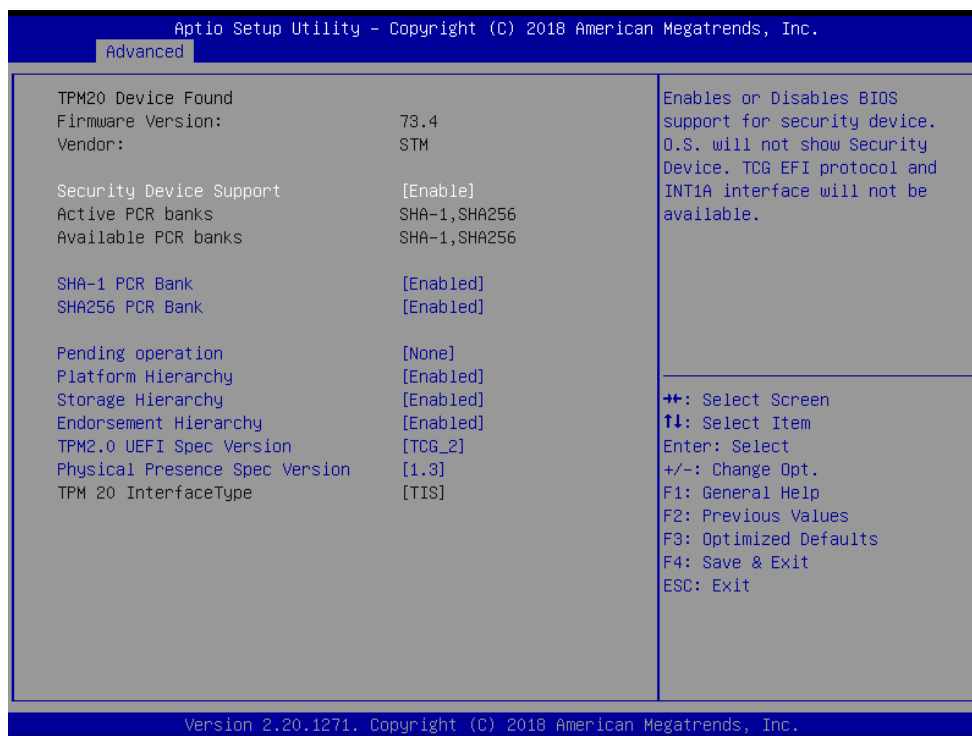 Aptio Setup Utility – Copyright (C) 2018 American Megatrends, Inc.
Advanced
TPM20 Device Found
Firmware Version: 73.4
Vendor: STM
Security Device Support [Enable]
Active PCR banks SHA-1,SHA256
Available PCR banks SHA-1,SHA256
SHA-1 PCR Bank [Enabled]
SHA256 PCR Bank [Enabled]
Pending operation [None]
Platform Hierarchy [Enabled]
Storage Hierarchy [Enabled]
Endorsement Hierarchy [Enabled]
TPM2.0 UEFI Spec Version [TCG_2]
Physical Presence Spec Version [1.3]
TPM 20 InterfaceType [TIS]
Enables or Disables BIOS
support for security device.
O.S. will not show Security
Device. TCG EFI protocol and
INT1A interface will not be
available.
→←: Select Screen
↑↓: Select Item
Enter: Select
+/-: Change Opt.
F1: General Help
F2: Previous Values
F3: Optimized Defaults
F4: Save & Exit
ESC: Exit
Version 2.20.1271. Copyright (C) 2018 American Megatrends, Inc.